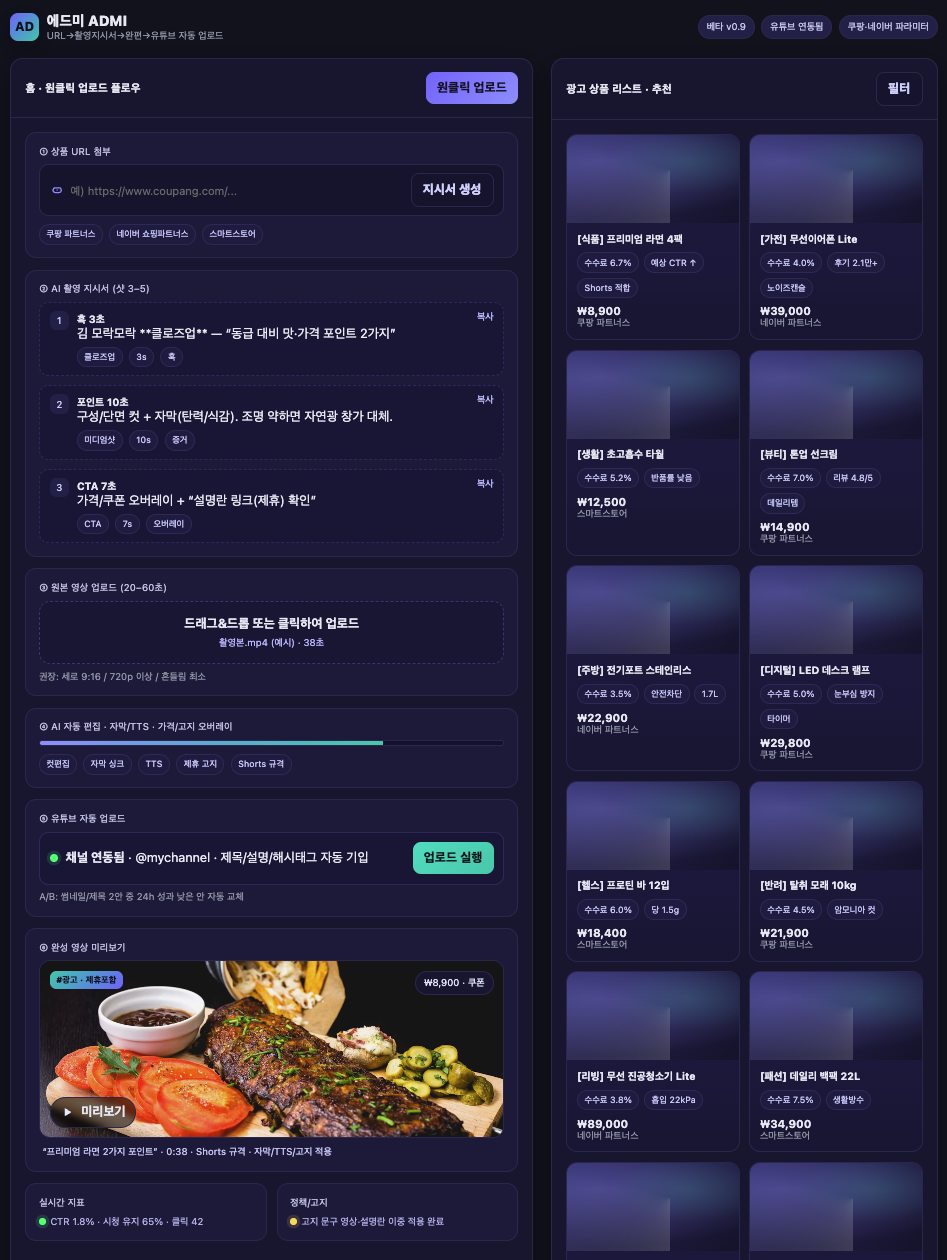 AD
에드미 ADMI
URL→촬영지시서→완편→유튜브 자동 업로드
베타 v0.9
유튜브 연동됨
쿠팡·네이버 파라미터
홈 · 원클릭 업로드 플로우
원클릭 업로드
① 상품 URL 첨부
예) https://www.coupang.com/...
지시서 생성
쿠팡 파트너스
네이버 쇼핑파트너스
스마트스토어
② AI 촬영 지시서 (샷 3–5)
1
훅 3초
복사
김 모락모락 **클로즈업** — “동급 대비 맛·가격 포인트 2가지”
클로즈업
3s
훅
2
포인트 10초
복사
구성/단면 컷 + 자막(탄력/식감). 조명 약하면 자연광 창가 대체.
미디엄샷
10s
증거
3
CTA 7초
복사
가격/쿠폰 오버레이 + “설명란 링크(제휴) 확인”
CTA
7s
오버레이
③ 원본 영상 업로드 (20–60초)
드래그&드롭 또는 클릭하여 업로드
촬영본.mp4 (예시) · 38초
권장: 세로 9:16 / 720p 이상 / 흔들림 최소
④ AI 자동 편집 · 자막/TTS · 가격/고지 오버레이
컷편집
자막 싱크
TTS
제휴 고지
Shorts 규격
⑤ 유튜브 자동 업로드
채널 연동됨 · @mychannel · 제목/설명/해시태그 자동 기입
업로드 실행
A/B: 썸네일/제목 2안 중 24h 성과 낮은 안 자동 교체
⑥ 완성 영상 미리보기
#광고 · 제휴포함
₩8,900 · 쿠폰
미리보기
“프리미엄 라면 2가지 포인트” · 0:38 · Shorts 규격 · 자막/TTS/고지 적용
실시간 지표
CTR 1.8% · 시청 유지 65% · 클릭 42
정책/고지
고지 문구 영상·설명란 이중 적용 완료
광고 상품 리스트 · 추천
필터
[식품] 프리미엄 라면 4팩
수수료 6.7%
예상 CTR ↑
Shorts 적합
₩8,900
쿠팡 파트너스
[가전] 무선이어폰 Lite
수수료 4.0%
후기 2.1만+
노이즈캔슬
₩39,000
네이버 파트너스
[생활] 초고흡수 타월
수수료 5.2%
반품률 낮음
₩12,500
스마트스토어
[뷰티] 톤업 선크림
수수료 7.0%
리뷰 4.8/5
데일리템
₩14,900
쿠팡 파트너스
[주방] 전기포트 스테인리스
수수료 3.5%
안전차단
1.7L
₩22,900
네이버 파트너스
[디지털] LED 데스크 램프
수수료 5.0%
눈부심 방지
타이머
₩29,800
쿠팡 파트너스
[헬스] 프로틴 바 12입
수수료 6.0%
당 1.5g
₩18,400
스마트스토어
[반려] 탈취 모래 10kg
수수료 4.5%
암모니아 컷
₩21,900
쿠팡 파트너스
[리빙] 무선 진공청소기 Lite
수수료 3.8%
흡입 22kPa
₩89,000
네이버 파트너스
[패션] 데일리 백팩 22L
수수료 7.5%
생활방수
₩34,900
스마트스토어